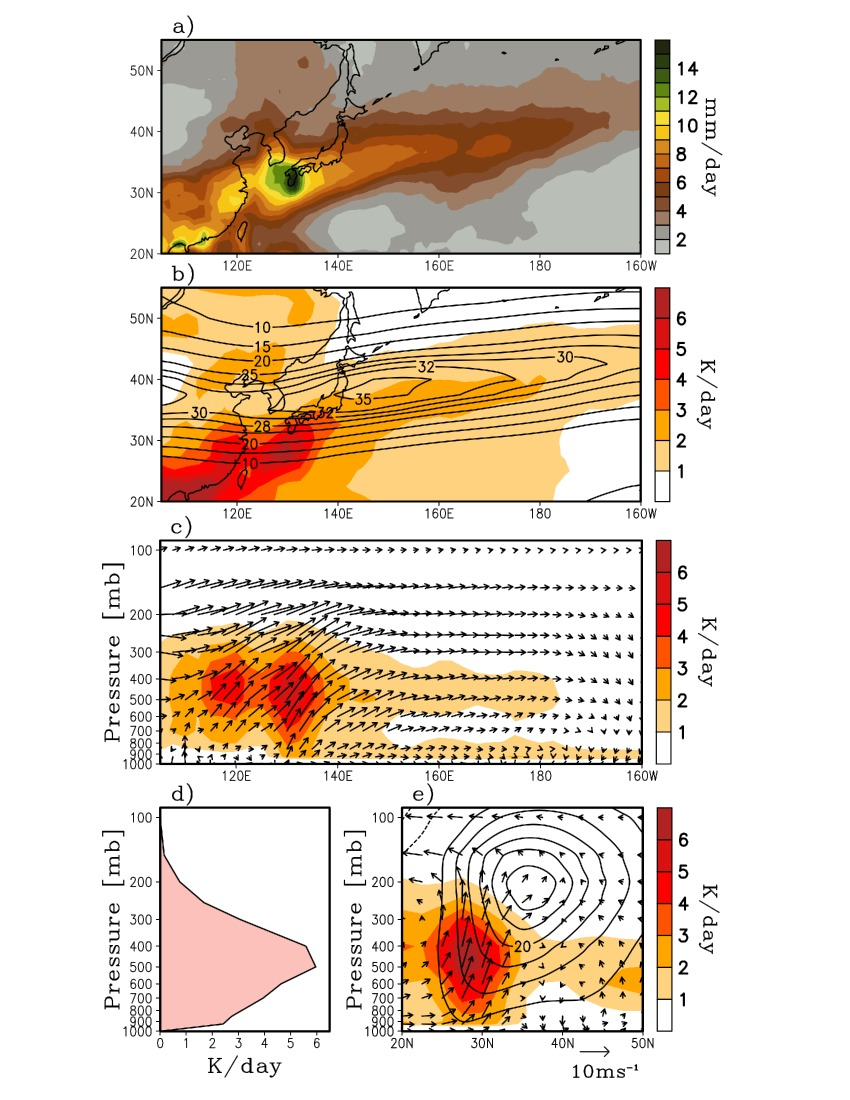 a)
50N
40N
30N
20N
120E 140E 160E 180 160W
14
12
10
8
6
4
2
mm/day
b)
50N
40N
30N
20N
120E 140E 160E 180 160W
10
15
20
25
30
32
28
20
10
35
32
30
6
5
4
3
2
1
K/day
c)
Pressure [mb]
100
200
300
400
500
600
700
800
900
1000
120E 140E 160E 180 160W
6
5
4
3
2
1
K/day
d)
Pressure [mb]
100
200
300
400
500
600
700
800
900
1000
0 1 2 3 4 5 6
K/day
e)
Pressure [mb]
100
200
300
400
500
600
700
800
900
1000
20
20N 30N 40N 50N
10ms⁻¹
6
5
4
3
2
1
K/day